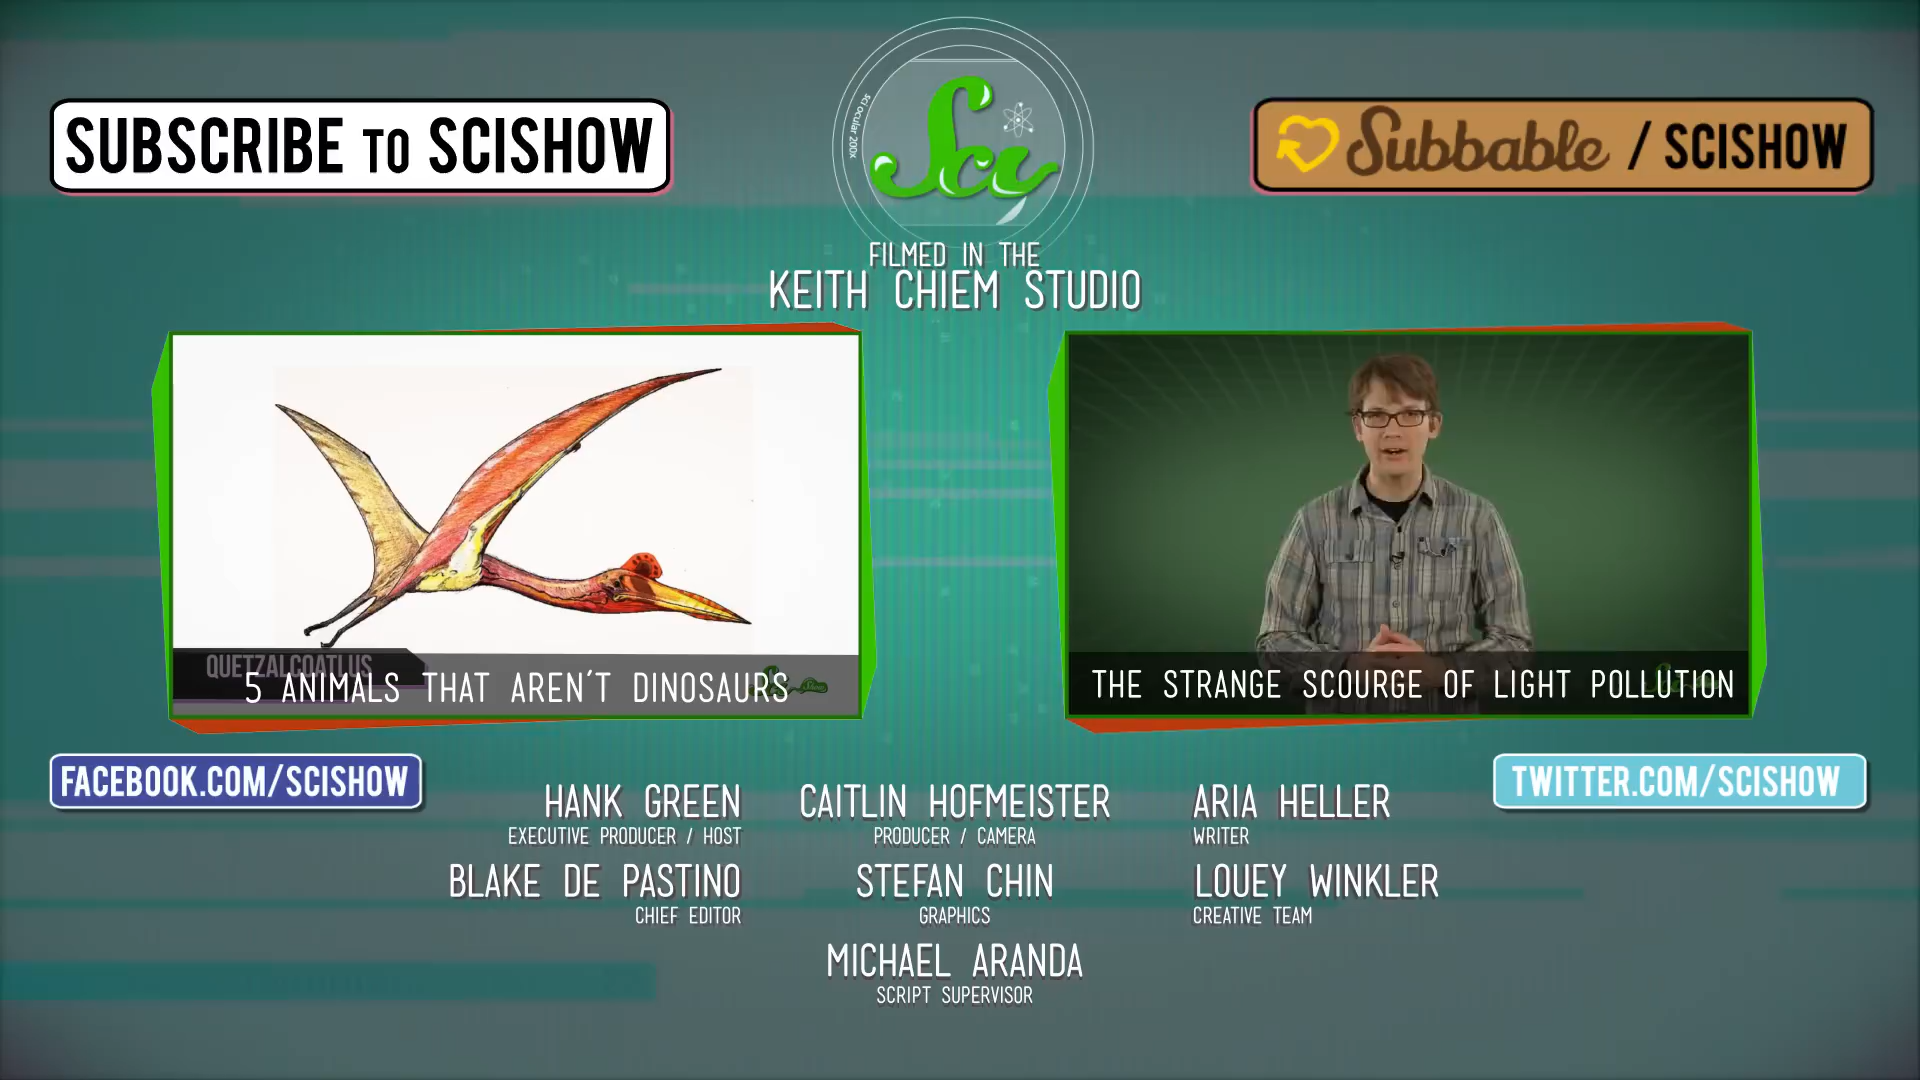 SUBSCRIBE TO SCISHOW
Sci
sci ocular 200x
Subbable / SCISHOW
FILMED IN THE
KEITH CHIEM STUDIO
QUETZALCOATLUS
5 ANIMALS THAT AREN'T DINOSAURS
THE STRANGE SCOURGE OF LIGHT POLLUTION
FACEBOOK.COM/SCISHOW
TWITTER.COM/SCISHOW
HANK GREEN
EXECUTIVE PRODUCER / HOST
CAITLIN HOFMEISTER
PRODUCER / CAMERA
ARIA HELLER
WRITER
BLAKE DE PASTINO
CHIEF EDITOR
STEFAN CHIN
GRAPHICS
LOUEY WINKLER
CREATIVE TEAM
MICHAEL ARANDA
SCRIPT SUPERVISOR